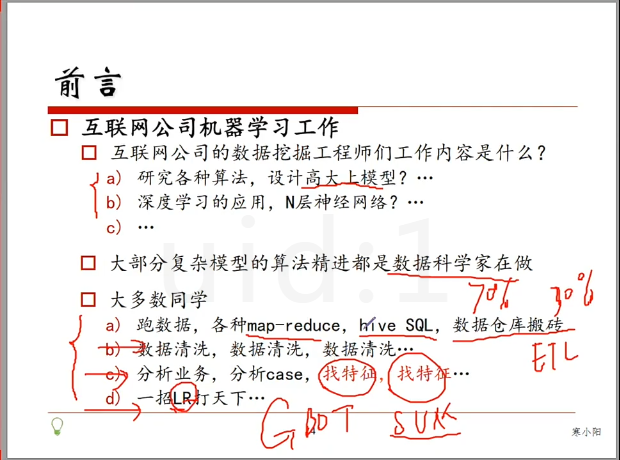 前言
互联网公司机器学习工作
互联网公司的数据挖掘工程师们工作内容是什么?
a) 研究各种算法，设计高大上模型? …
b) 深度学习的应用，N层神经网络? …
c) …
uid:1
大部分复杂模型的算法精进都是数据科学家在做
大多数同学
70% 30%
a) 跑数据，各种map-reduce，hive SQL，数据仓库搬砖
b) 数据清洗，数据清洗，数据清洗…
ETL
c) 分析业务，分析case，找特征，找特征…
d) 一招LR打天下…
GBDT
寒小阳